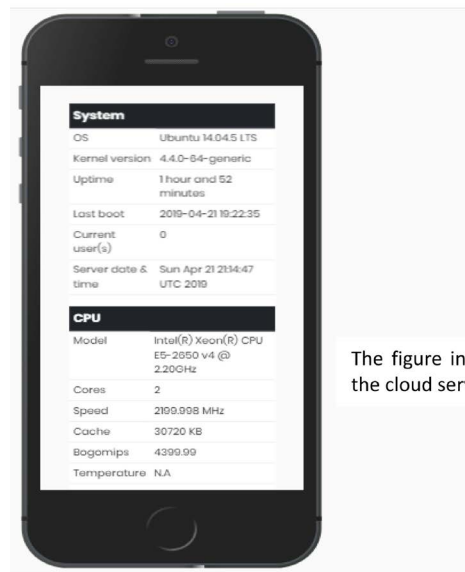 System
OS Ubuntu 14.04.5 LTS
Kernel version 4.4.0-64-generic
Uptime 1 hour and 52
minutes
Last boot 2019-04-21 19:22:35
Current 0
user(s)
Server date & Sun Apr 21 21:14:47
time UTC 2019
CPU
Model Intel(R) Xeon(R) CPU
E5-2650 v4 @
2.20GHz
Cores 2
Speed 2199.998 MHz
Cache 30720 KB
Bogomips 4399.99
Temperature N.A
The figure in
the cloud ser